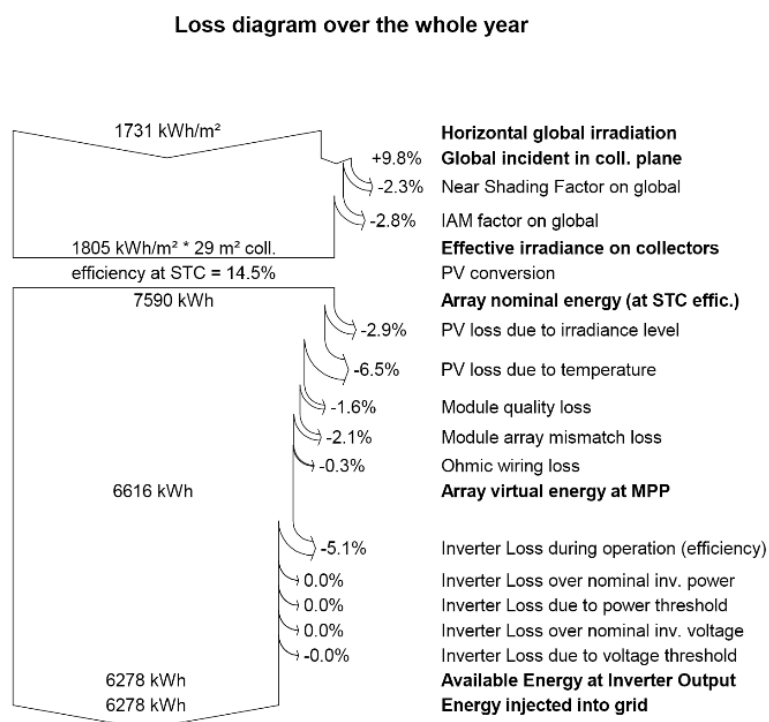 Loss diagram over the whole year
1731 kWh/m² Horizontal global irradiation
+9.8% Global incident in coll. plane
-2.3% Near Shading Factor on global
-2.8% IAM factor on global
1805 kWh/m² * 29 m² coll. Effective irradiance on collectors
efficiency at STC = 14.5% PV conversion
7590 kWh Array nominal energy (at STC effic.)
-2.9% PV loss due to irradiance level
-6.5% PV loss due to temperature
-1.6% Module quality loss
-2.1% Module array mismatch loss
-0.3% Ohmic wiring loss
6616 kWh Array virtual energy at MPP
-5.1% Inverter Loss during operation (efficiency)
0.0% Inverter Loss over nominal inv. power
0.0% Inverter Loss due to power threshold
0.0% Inverter Loss over nominal inv. voltage
-0.0% Inverter Loss due to voltage threshold
6278 kWh Available Energy at Inverter Output
6278 kWh Energy injected into grid